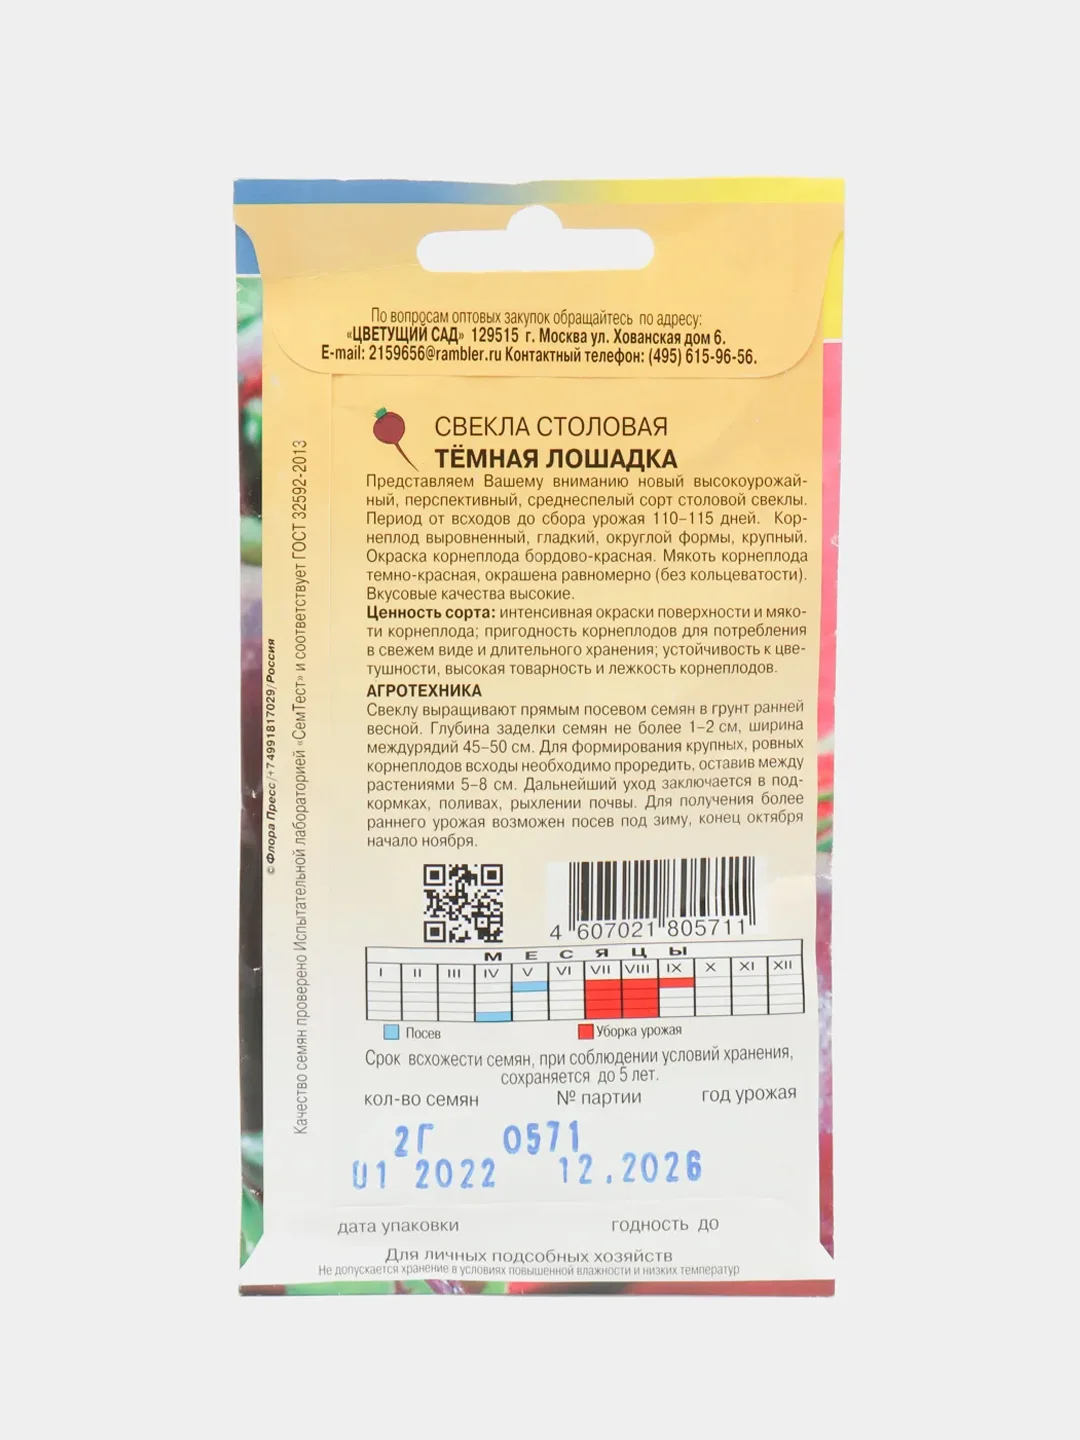 По вопросам оптовых закупок обращайтесь по адресу:
«ЦВЕТУЩИЙ САД» 129515 г. Москва ул. Хованская дом 6.
E-mail: 2159656@rambler.ru Контактный телефон: (495) 615-96-56.
СВЕКЛА СТОЛОВАЯ
ТЁМНАЯ ЛОШАДКА
Представляем Вашему вниманию новый высокоурожай-
ный, перспективный, среднеспелый сорт столовой свеклы.
Период от всходов до сбора урожая 110–115 дней. Кор-
неплод выровненный, гладкий, округлой формы, крупный.
Окраска корнеплода бордово-красная. Мякоть корнеплода
темно-красная, окрашена равномерно (без кольцеватости).
Вкусовые качества высокие.
Ценность сорта: интенсивная окраски поверхности и мяко-
ти корнеплода; пригодность корнеплодов для потребления
в свежем виде и длительного хранения; устойчивость к цве-
тушности, высокая товарность и лежкость корнеплодов.
АГРОТЕХНИКА
Свеклу выращивают прямым посевом семян в грунт ранней
весной. Глубина заделки семян не более 1–2 см, ширина
междурядий 45–50 см. Для формирования крупных, ровных
корнеплодов всходы необходимо проредить, оставив между
растениями 5–8 см. Дальнейший уход заключается в под-
кормках, поливах, рыхлении почвы. Для получения более
раннего урожая возможен посев под зиму, конец октября
начало ноября.
4 607021 805711
МЕСЯЦЫ
I II III IV V VI VII VIII IX X XI XII
Посев Уборка урожая
Срок всхожести семян, при соблюдении условий хранения,
сохраняется до 5 лет.
кол-во семян № партии год урожая
2Г 0571
01 2022 12.2026
дата упаковки годность до
Для личных подсобных хозяйств
Не допускается хранение в условиях повышенной влажности и низких температур
© Флора Пресс/+74991817029/Россия
Качество семян проверено Испытательной лабораторией «СемТест» и соответствует ГОСТ 32592-2013